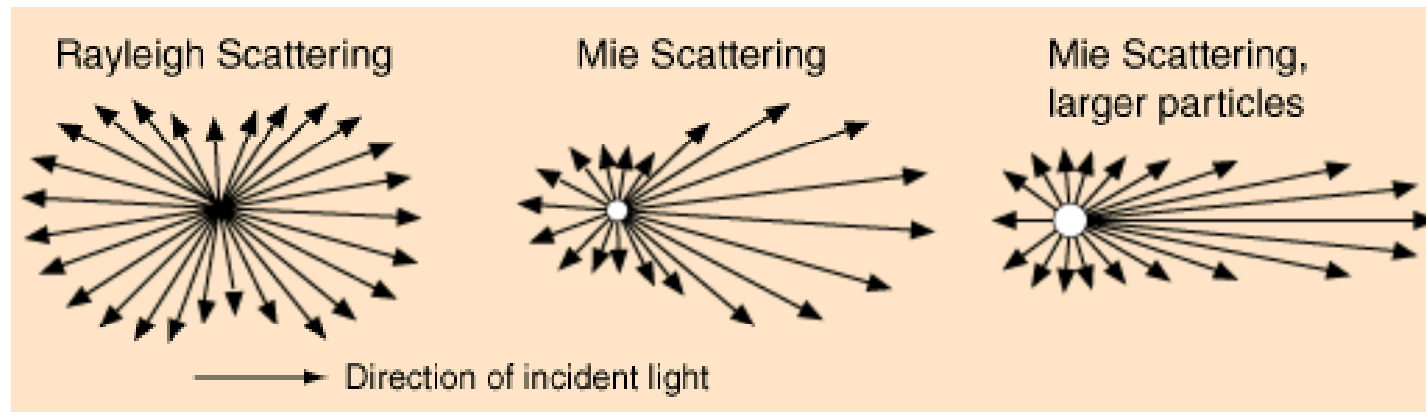 Rayleigh Scattering
Mie Scattering
Mie Scattering,
larger particles
Direction of incident light